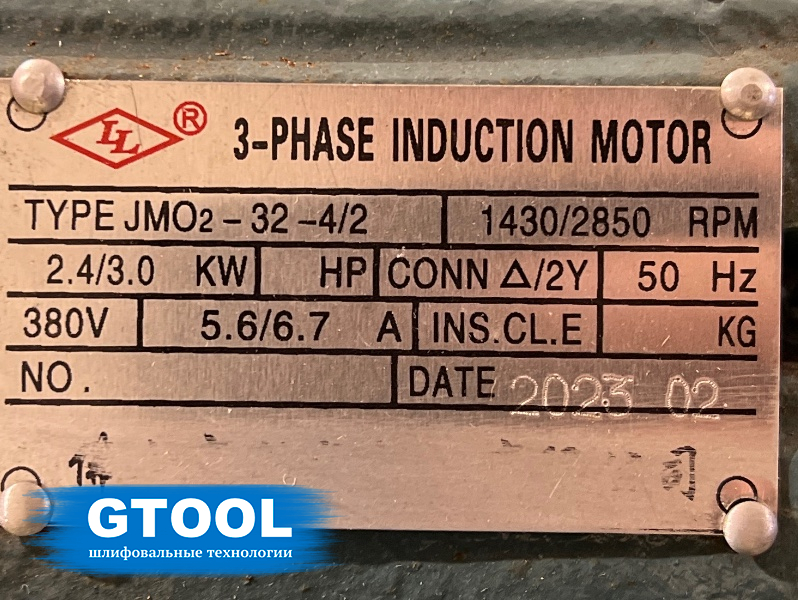 LL ® 3-PHASE INDUCTION MOTOR
TYPE JMO2-32-4/2 1430/2850 RPM
2.4/3.0 KW HP CONN Δ/2Y 50 Hz
380V 5.6/6.7 A INS.CL.E KG
NO. DATE 2023 02
GTOOL
шлифовальные технологии